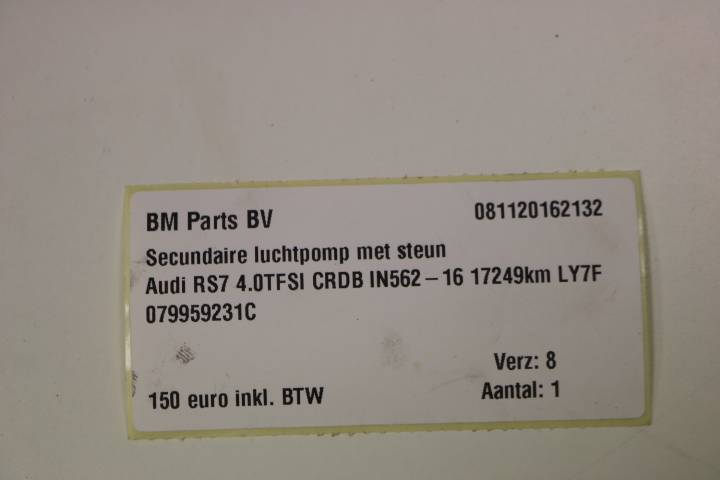 BM Parts BV 081120162132
Secundaire luchtpomp met steun
Audi RS7 4.0TFSI CRDB IN562-16 17249km LY7F
079959231C
Verz: 8
150 euro inkl. BTW Aantal: 1